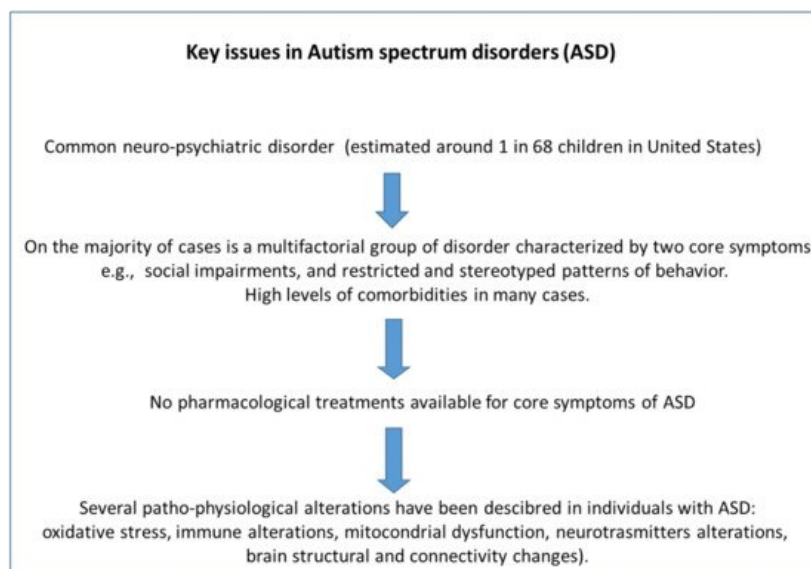 Key issues in Autism spectrum disorders (ASD)
Common neuro-psychiatric disorder (estimated around 1 in 68 children in United States)
On the majority of cases is a multifactorial group of disorder characterized by two core symptoms
e.g., social impairments, and restricted and stereotyped patterns of behavior.
High levels of comorbidities in many cases.
No pharmacological treatments available for core symptoms of ASD
Several patho-physiological alterations have been descibred in individuals with ASD:
oxidative stress, immune alterations, mitocondrial dysfunction, neurotrasmitters alterations,
brain structural and connectivity changes).